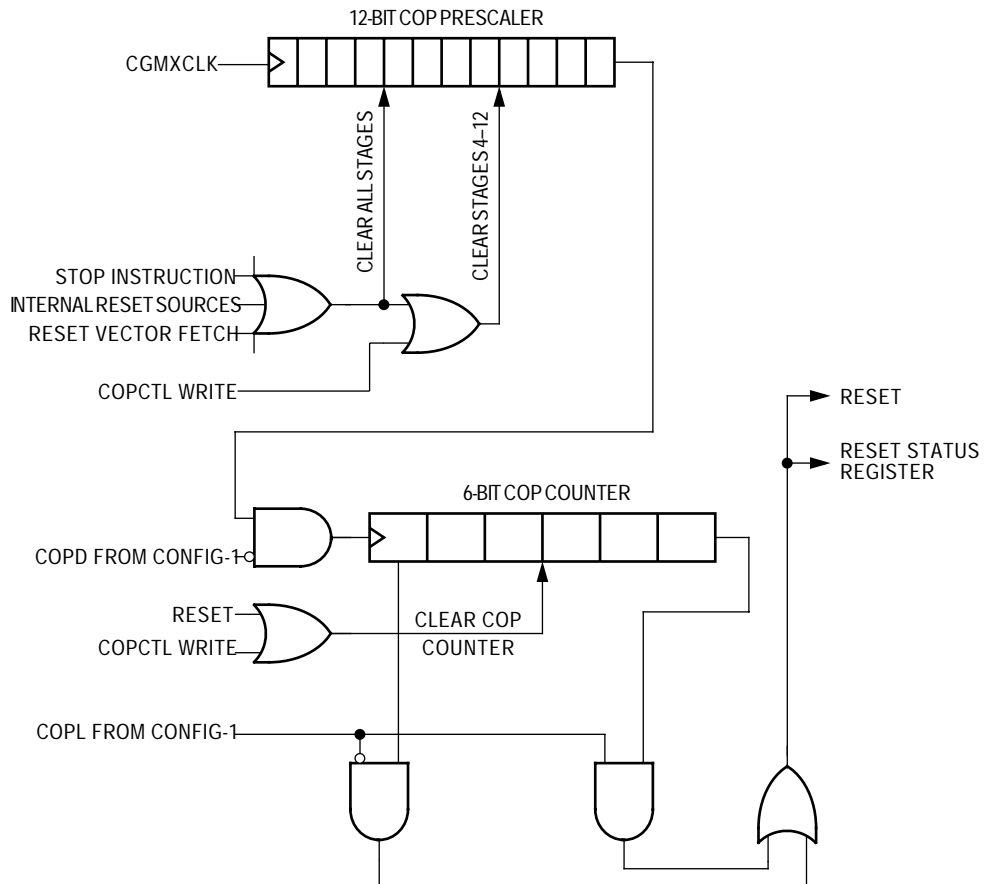 12-BIT COP PRESCALER
CGMXCLK
CLEAR ALL STAGES
CLEAR STAGES 4–12
STOP INSTRUCTION
INTERNAL RESET SOURCES
RESET VECTOR FETCH
COPCTL WRITE
RESET
RESET STATUS
REGISTER
6-BIT COP COUNTER
COPD FROM CONFIG-1
RESET
CLEAR COP
COPCTL WRITE
COUNTER
COPL FROM CONFIG-1